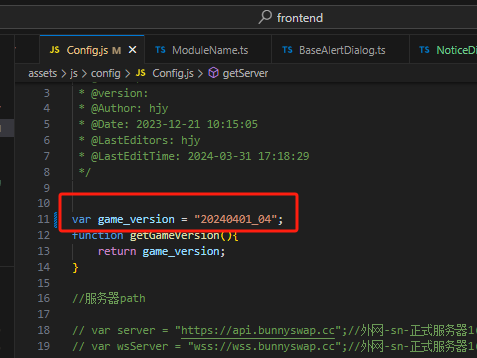 frontend
JS Config.js M
TS ModuleName.ts
TS BaseAlertDialog.ts
TS NoticeDi
assets > js > config > JS Config.js > getServer
3 * @version:
4 * @Author: hjy
5 * @Date: 2023-12-21 10:15:05
6 * @LastEditors: hjy
7 * @LastEditTime: 2024-03-31 17:18:29
8 */
9
10
11 var game_version = "20240401_04";
12 function getGameVersion(){
13 return game_version;
14 }
15
16 //服务器path
17
18 // var server = "https://api.bunnyswap.cc";//外网-sn-正式服务器1(
19 // var wsServer = "wss://wss.bunnyswap.cc";//外网-sn-正式服务器1